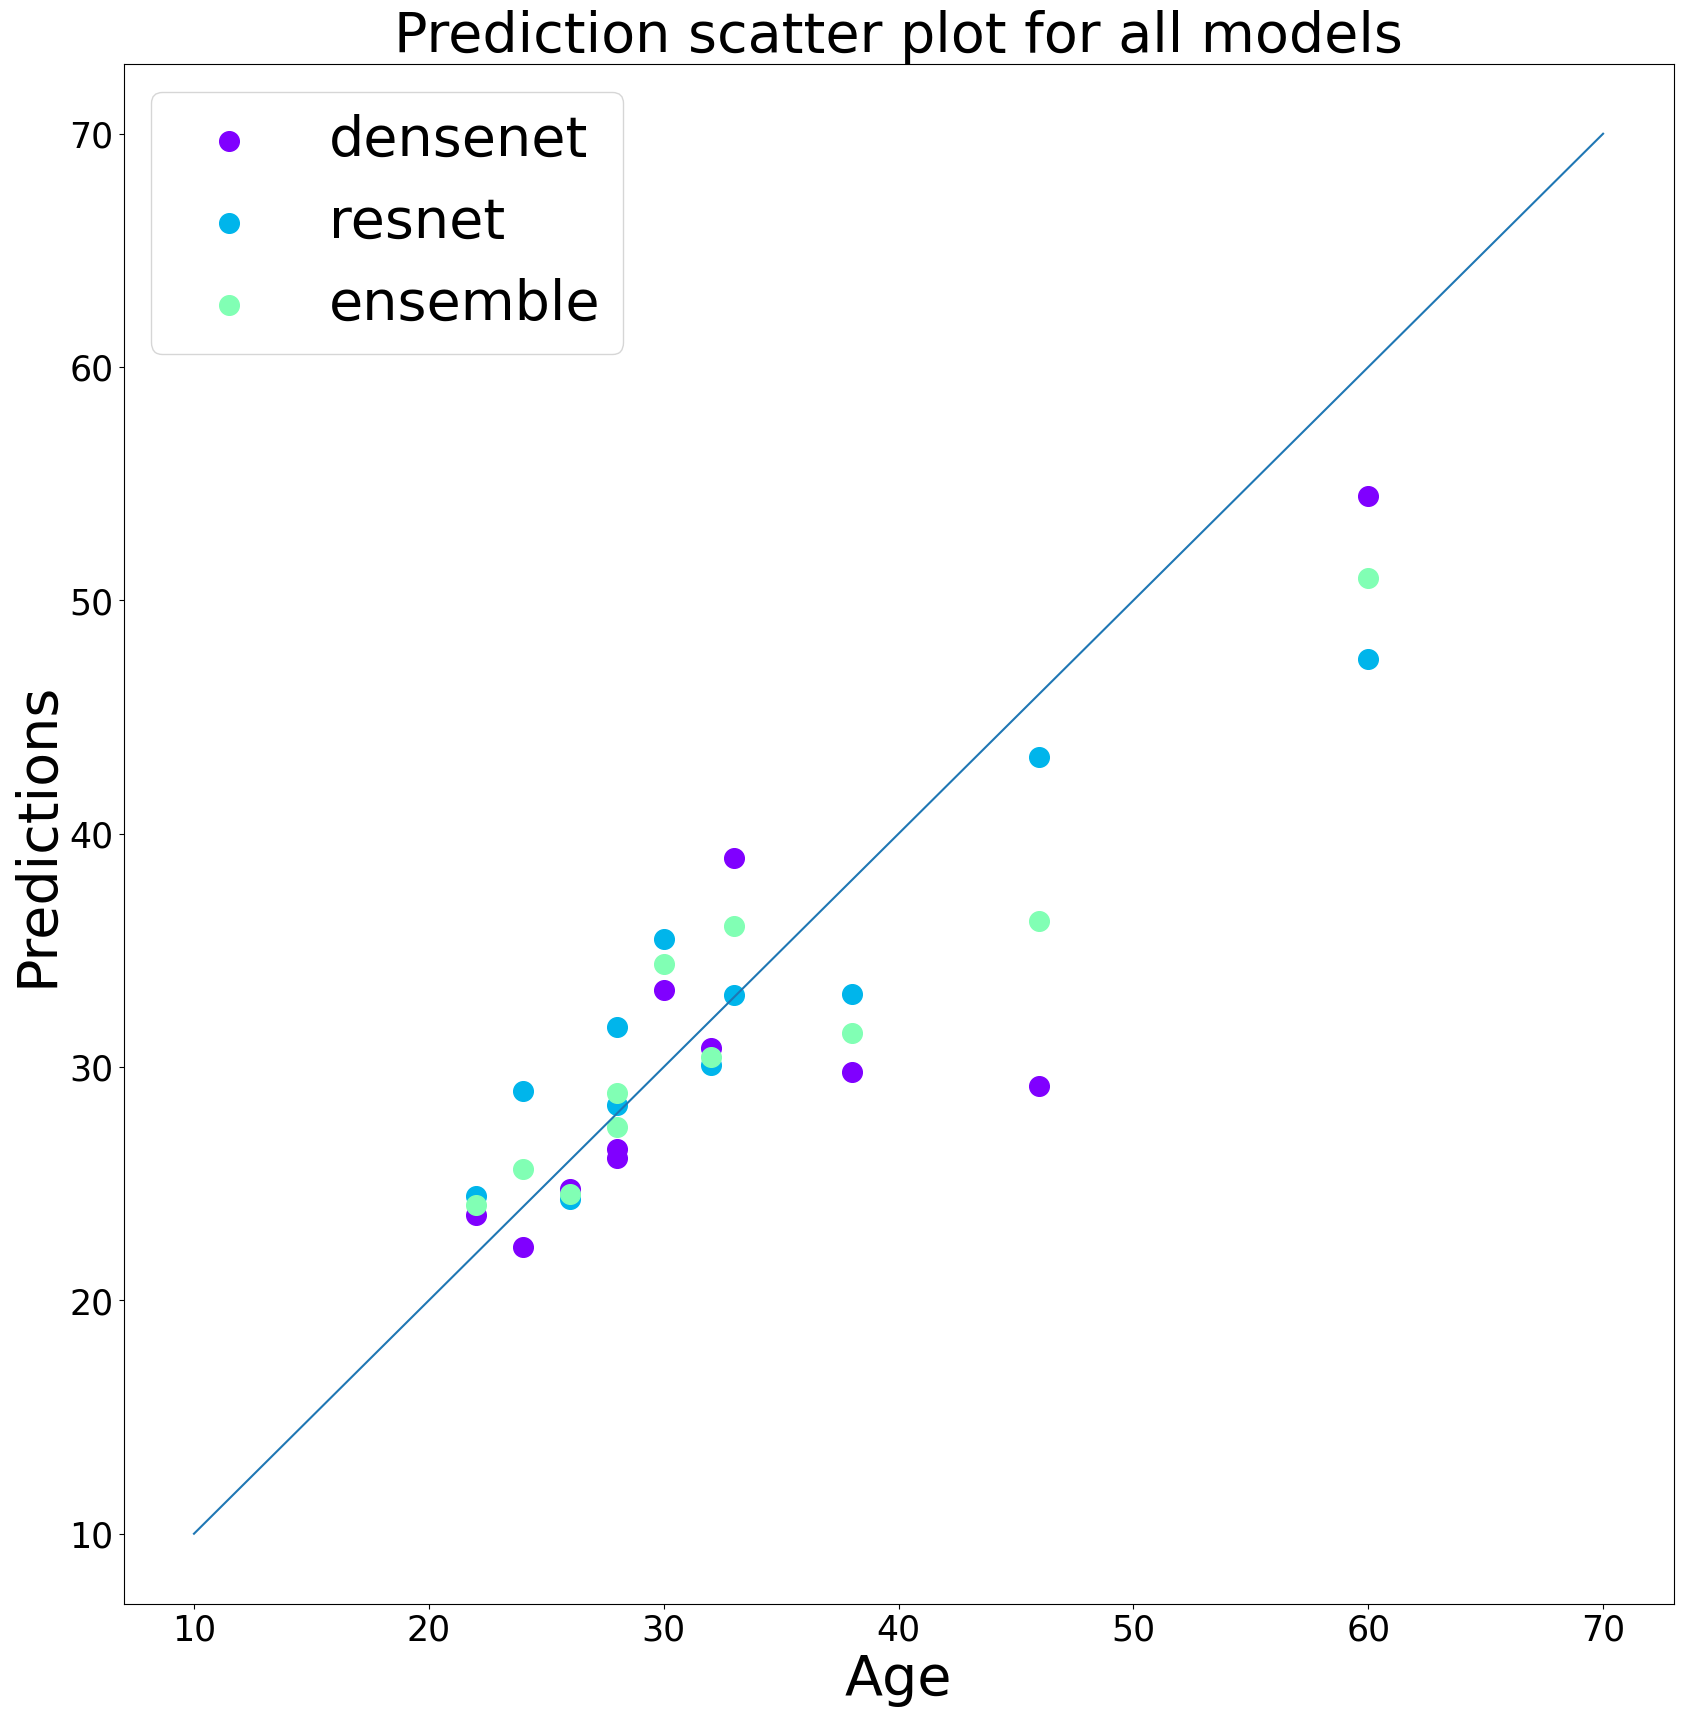 Prediction scatter plot for all models
densenet
resnet
ensemble
70
60
50
40
30
20
10
Predictions
10 20 30 40 50 60 70
Age